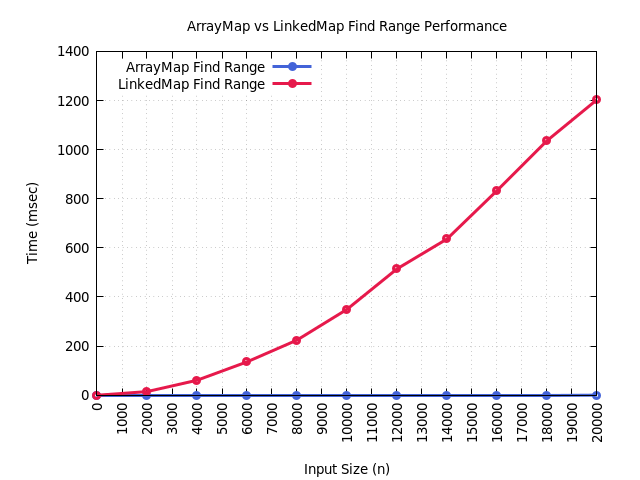 ArrayMap vs LinkedMap Find Range Performance
1400
1200
1000
800
600
400
200
0
Time (msec)
ArrayMap Find Range
LinkedMap Find Range
0 1000 2000 3000 4000 5000 6000 7000 8000 9000 10000 11000 12000 13000 14000 15000 16000 17000 18000 19000 20000
Input Size (n)